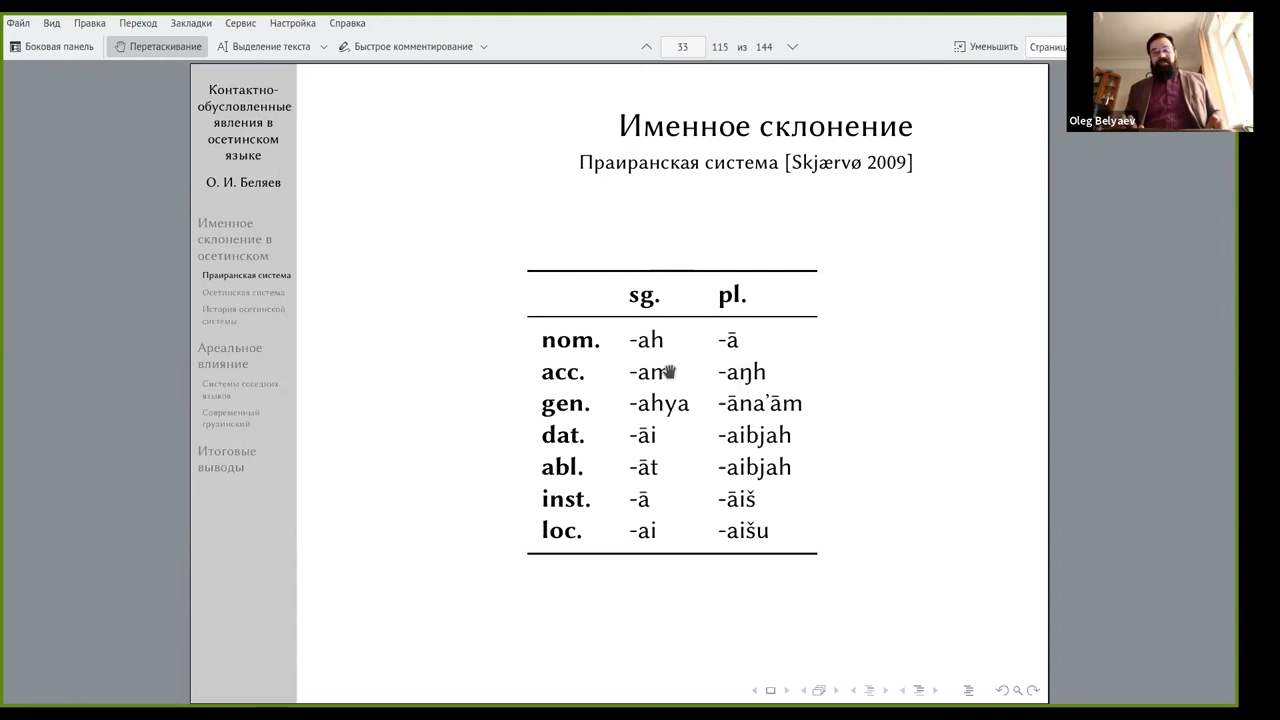 Файл Вид Правка Переход Закладки Сервис Настройка Справка
Боковая панель Перетаскивание Выделение текста Быстрое комментирование 33 115 из 144 Уменьшить Страница
Oleg Belyaev
Контактно-
обусловленные
явления в
осетинском
языке
О. И. Беляев
Именное
склонение в
осетинском
Праиранская система
Осетинская система
История осетинской
системы
Ареальное
влияние
Системы соседних
языков
Современный
грузинский
Итоговые
выводы
Именное склонение
Праиранская система [Skjærvø 2009]
sg. pl.
nom. -ah -ā
acc. -am -aŋh
gen. -ahya -āna’ām
dat. -āi -aibjah
abl. -āt -aibjah
inst. -ā -āiš
loc. -ai -aišu